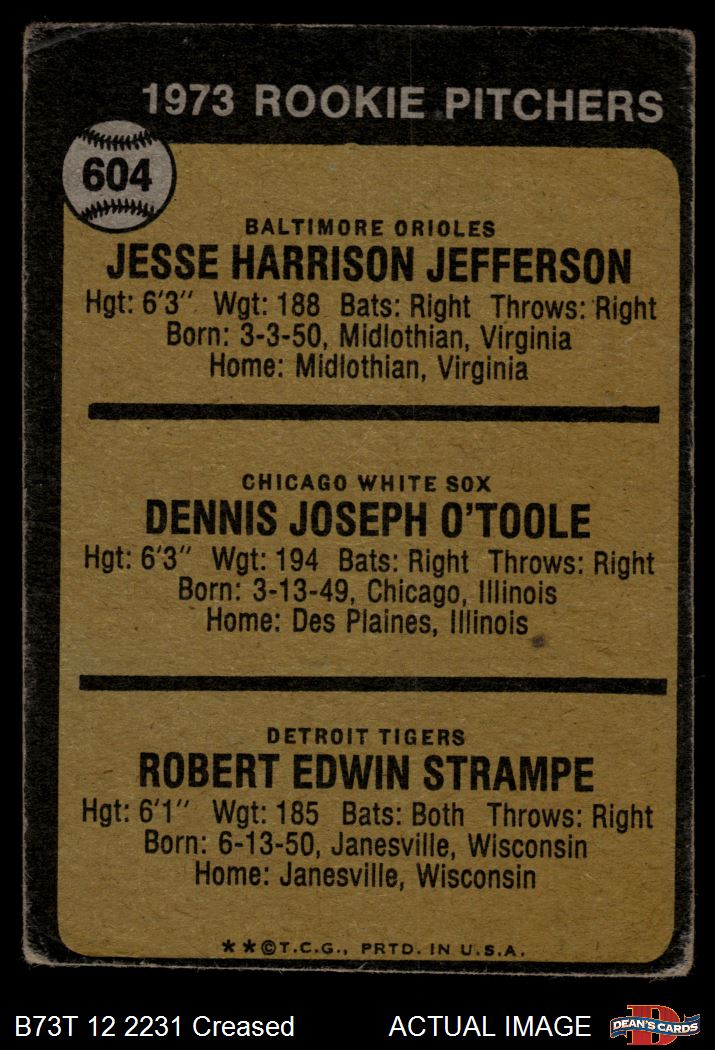 1973 ROOKIE PITCHERS
604
BALTIMORE ORIOLES
JESSE HARRISON JEFFERSON
Hgt: 6'3" Wgt: 188 Bats: Right Throws: Right
Born: 3-3-50, Midlothian, Virginia
Home: Midlothian, Virginia
CHICAGO WHITE SOX
DENNIS JOSEPH O'TOOLE
Hgt: 6'3" Wgt: 194 Bats: Right Throws: Right
Born: 3-13-49, Chicago, Illinois
Home: Des Plaines, Illinois
DETROIT TIGERS
ROBERT EDWIN STRAMPE
Hgt: 6'1" Wgt: 185 Bats: Both Throws: Right
Born: 6-13-50, Janesville, Wisconsin
Home: Janesville, Wisconsin
**©T.C.G., PRTD. IN U.S.A.
B73T 12 2231 Creased ACTUAL IMAGE
D DEAN'S CARDS